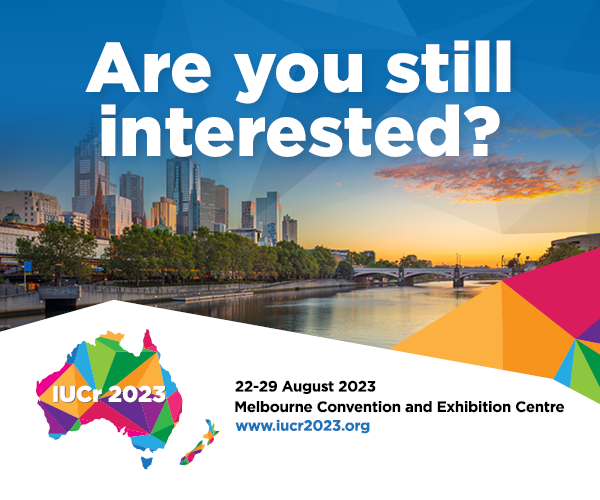 Are you still
interested?
IUCr 2023
22-29 August 2023
Melbourne Convention and Exhibition Centre
www.iucr2023.org